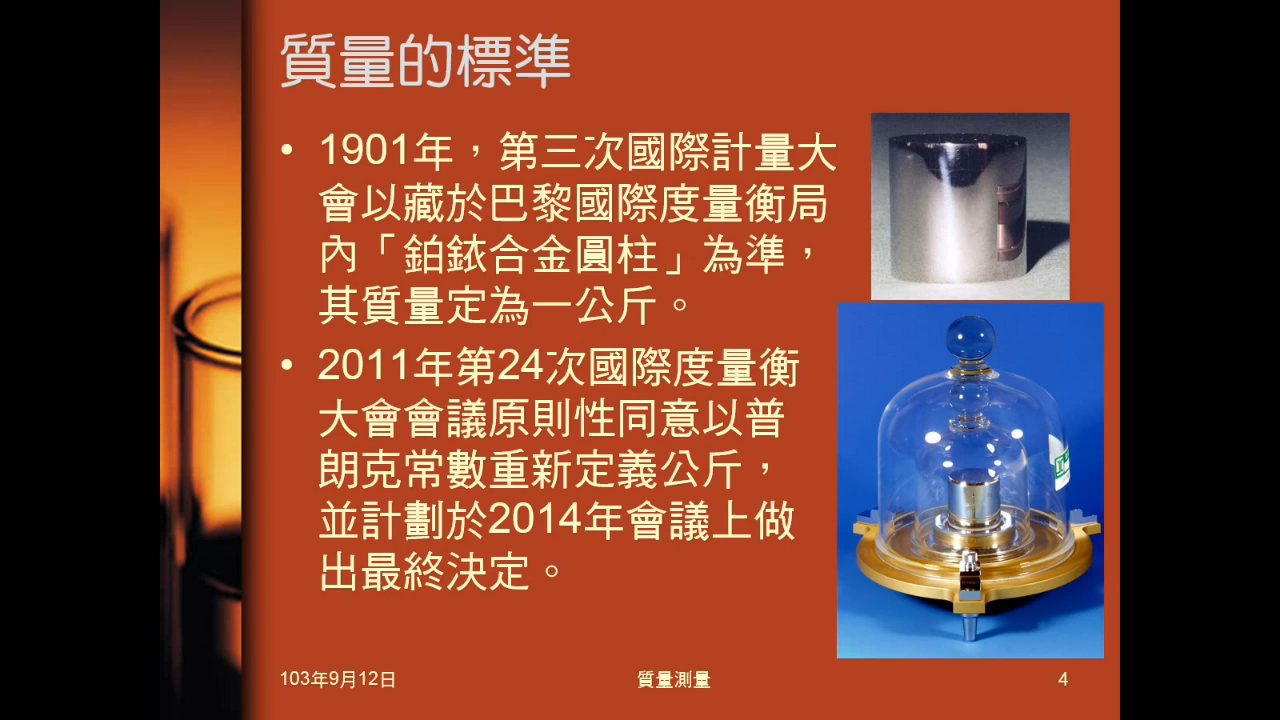 質量的標準
• 1901年，第三次國際計量大
會以藏於巴黎國際度量衡局
內「鉑銥合金圓柱」為準，
其質量定為一公斤。
• 2011年第24次國際度量衡
大會會議原則性同意以普
朗克常數重新定義公斤，
並計劃於2014年會議上做
出最終決定。
103年9月12日
質量測量
4